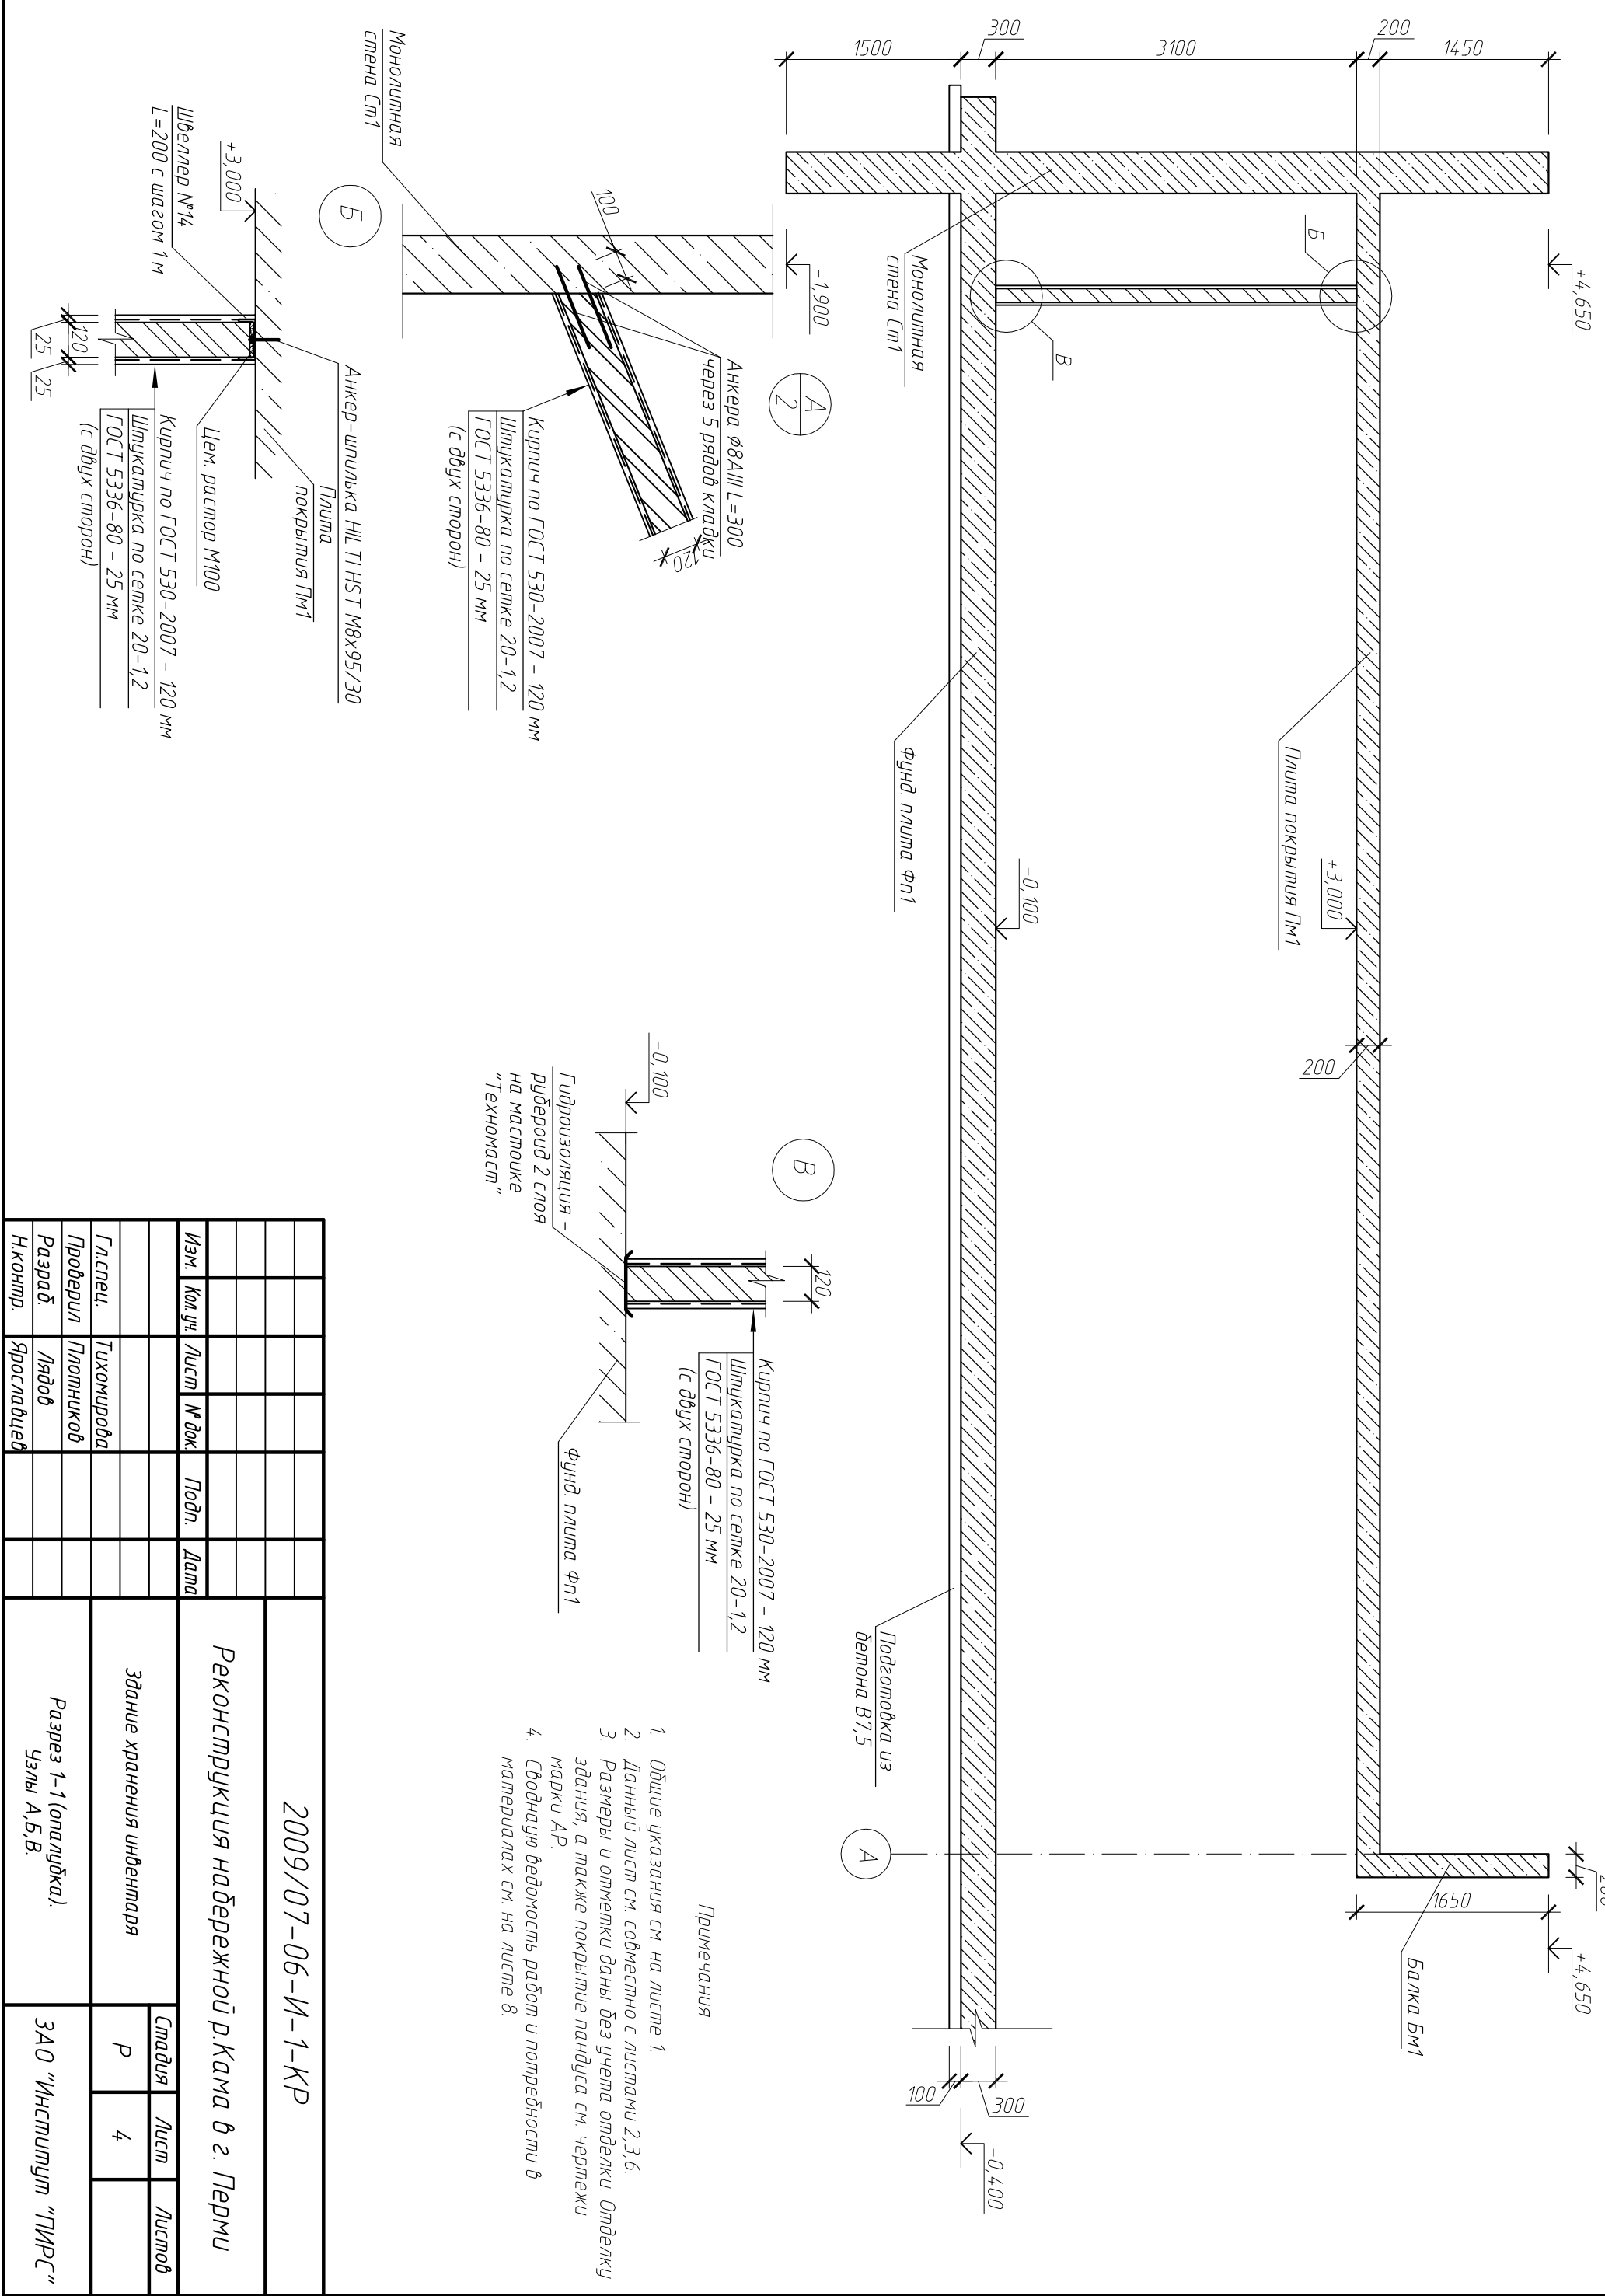 1500
300
3100
200
1450
+4,650
-1,900
Б
В
Монолитная
стена Ст1
+3,000
-0,100
Плита покрытия Пм1
Фунд. плита Фп1
200
Подготовка из
бетона В7,5
А
1650
+4,650
Балка Бм1
100
300
-0,400
А
2
Монолитная
стена Ст1
100
Анкера ø8АIII L=300
через 5 рядов кладки
120
Кирпич по ГОСТ 530-2007 - 120 мм
Штукатурка по сетке 20-1,2
ГОСТ 5336-80 - 25 мм
(с двух сторон)
Б
+3,000
Швеллер №14
L=200 с шагом 1 м
Анкер-шпилька HILTI HST М8х95/30
Плита
покрытия Пм1
Цем. растор М100
Кирпич по ГОСТ 530-2007 - 120 мм
Штукатурка по сетке 20-1,2
ГОСТ 5336-80 - 25 мм
(с двух сторон)
120
25
25
В
120
-0,100
Гидроизоляция -
рубероид 2 слоя
на мастике
"Техномаст"
Кирпич по ГОСТ 530-2007 - 120 мм
Штукатурка по сетке 20-1,2
ГОСТ 5336-80 - 25 мм
(с двух сторон)
Фунд. плита Фп1
Примечания
1. Общие указания см. на листе 1.
2. Данный лист см. совместно с листами 2,3,6.
3. Размеры и отметки даны без учета отделки. Отделку
здания, а также покрытие пандуса см. чертежи
марки АР.
4. Сводную ведомость работ и потребности в
материалах см. на листе 8.
2009/07-06-И-1-КР
Реконструкция набережной р.Кама в г. Перми
Изм. Кол.уч. Лист № док. Подп. Дата
Гл.спец. Тихомирова
Проверил Плотников
Разраб. Лядов
Н.контр. Ярославцев
Здание хранения инвентаря
Стадия Лист Листов
Р 4
Разрез 1-1 (опалубка).
Узлы А,Б,В.
ЗАО "Институт "ПИРС"